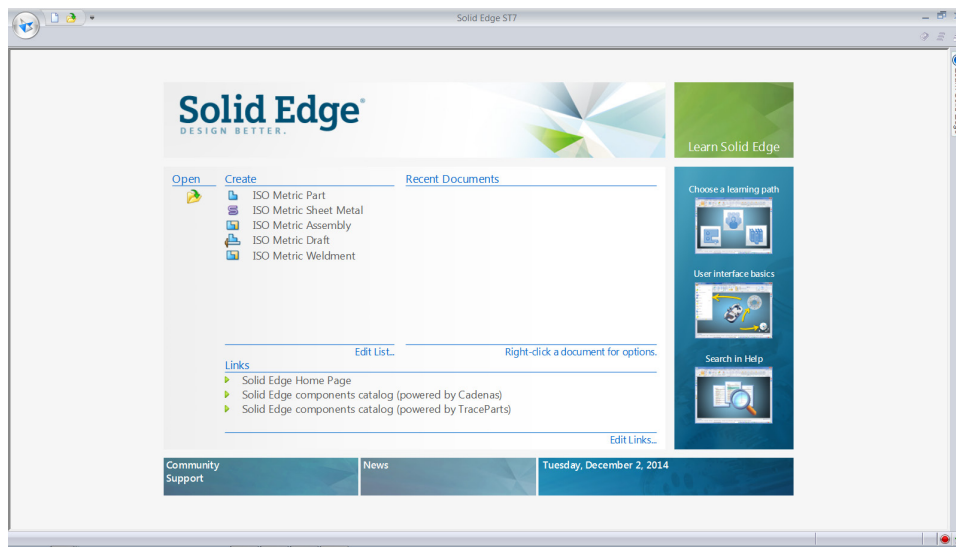 Solid Edge ST7
Solid Edge
DESIGN BETTER.
Learn Solid Edge
Open
Create
ISO Metric Part
ISO Metric Sheet Metal
ISO Metric Assembly
ISO Metric Draft
ISO Metric Weldment
Edit List...
Recent Documents
Right-click a document for options.
Links
Solid Edge Home Page
Solid Edge components catalog (powered by Cadenas)
Solid Edge components catalog (powered by TraceParts)
Edit Links...
Choose a learning path
User interface basics
Search in Help
Community
Support
News
Tuesday, December 2, 2014